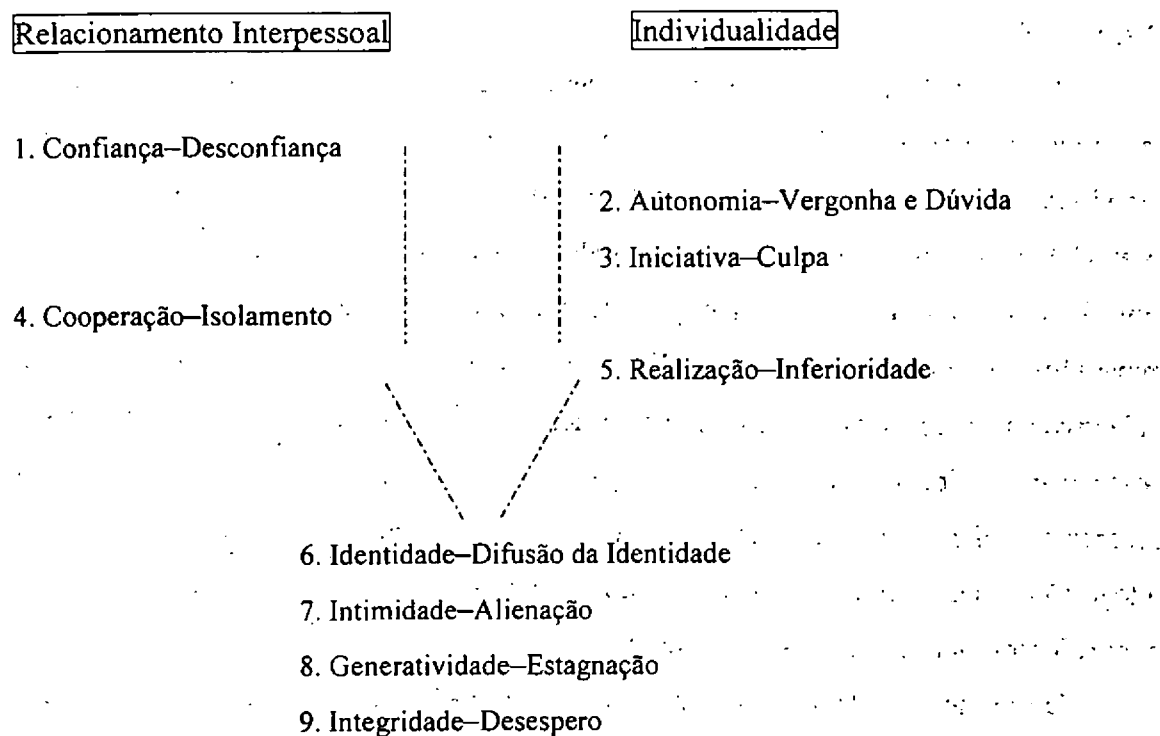 Relacionamento Interpessoal
Individualidade
1. Confiança–Desconfiança
2. Autonomia–Vergonha e Dúvida
3. Iniciativa–Culpa
4. Cooperação–Isolamento
5. Realização–Inferioridade
6. Identidade–Difusão da Identidade
7. Intimidade–Alienação
8. Generatividade–Estagnação
9. Integridade–Desespero